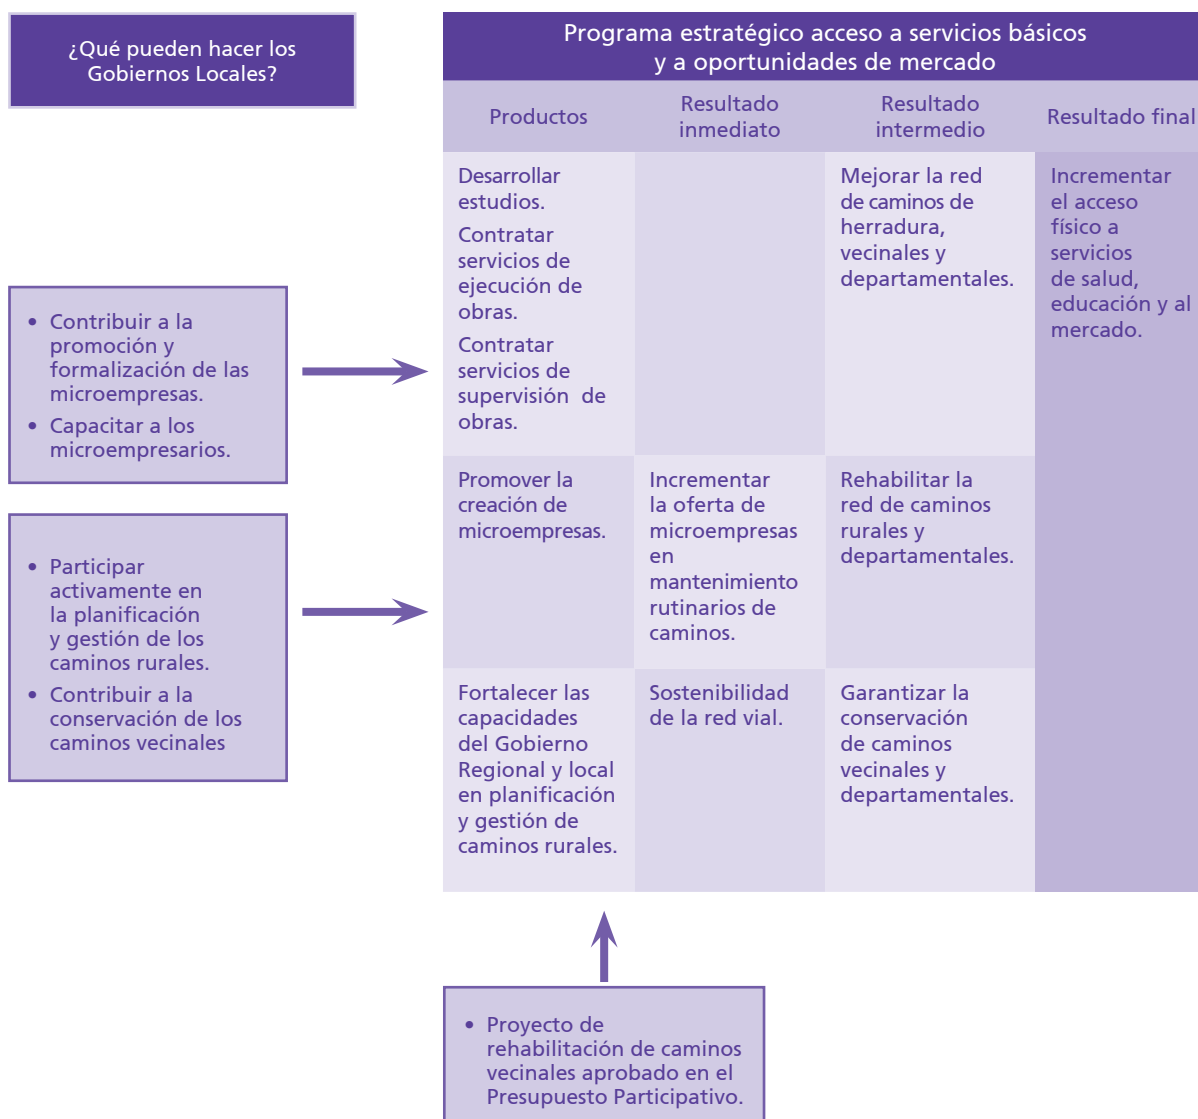 ¿Qué pueden hacer los
Gobiernos Locales?
Programa estratégico acceso a servicios básicos
y a oportunidades de mercado
Productos
Resultado
inmediato
Resultado
intermedio
Resultado final
Desarrollar
estudios.
Contratar
servicios de
ejecución de
obras.
Contratar
servicios de
supervisión de
obras.
Mejorar la red
de caminos de
herradura,
vecinales y
departamentales.
Incrementar
el acceso
físico a
servicios
de salud,
educación y al
mercado.
• Contribuir a la
promoción y
formalización de las
microempresas.
• Capacitar a los
microempresarios.
Promover la
creación de
microempresas.
Incrementar
la oferta de
microempresas
en
mantenimiento
rutinarios de
caminos.
Rehabilitar la
red de caminos
rurales y
departamentales.
• Participar
activamente en
la planificación
y gestión de los
caminos rurales.
• Contribuir a la
conservación de los
caminos vecinales
Fortalecer las
capacidades
del Gobierno
Regional y local
en planificación
y gestión de
caminos rurales.
Sostenibilidad
de la red vial.
Garantizar la
conservación
de caminos
vecinales y
departamentales.
• Proyecto de
rehabilitación de caminos
vecinales aprobado en el
Presupuesto Participativo.